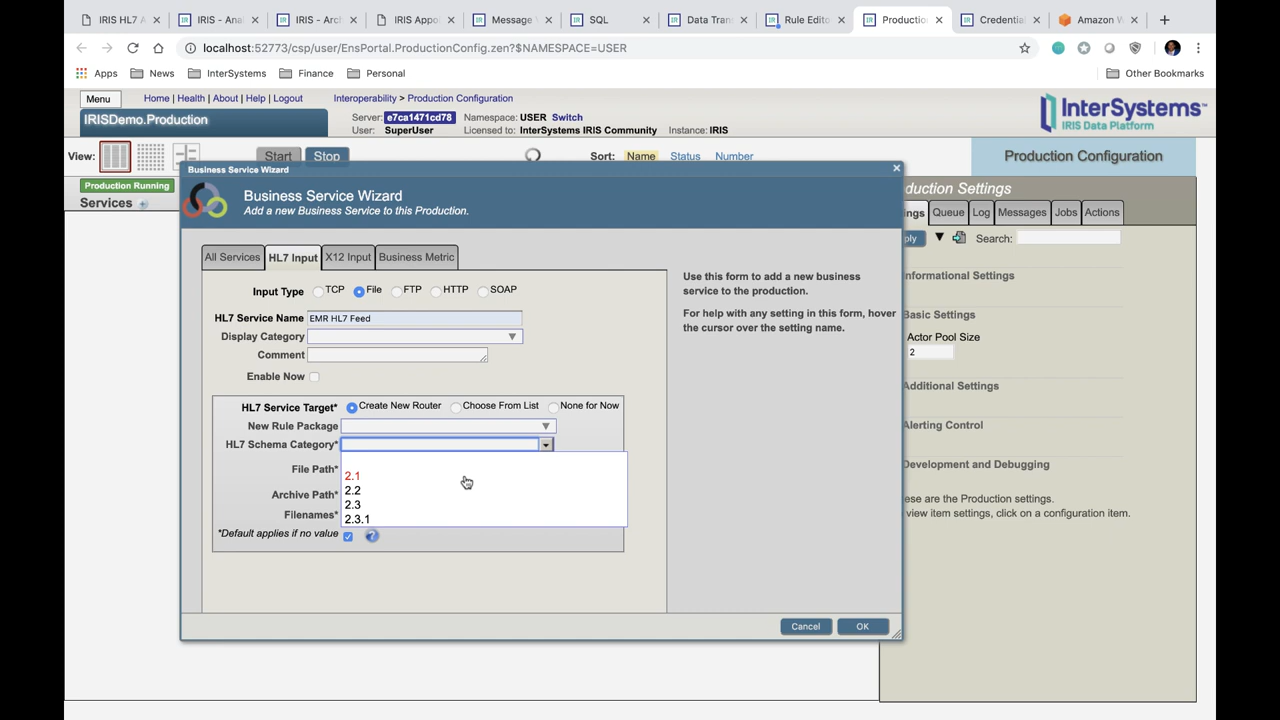 IRIS HL7 A
IRIS - Ana
IRIS - Arch
IRIS Appo
Message
SQL
Data Tran
Rule Edito
Productio
Credentia
Amazon W
localhost:52773/csp/user/EnsPortal.ProductionConfig.zen?$NAMESPACE=USER
Apps News InterSystems Finance Personal Other Bookmarks
Menu Home | Health | About | Help | Logout Interoperability > Production Configuration
IRISDemo.Production
Server: e7ca1471cd78 Namespace: USER Switch
User: SuperUser Licensed to: InterSystems IRIS Community Instance: IRIS
InterSystems
IRIS Data Platform
View: Start Stop Sort: Name Status Number Production Configuration
Production Running
Services
Business Service Wizard
Business Service Wizard
Add a new Business Service to this Production.
All Services HL7 Input X12 Input Business Metric
Input Type TCP File FTP HTTP SOAP
HL7 Service Name EMR HL7 Feed
Display Category
Comment
Enable Now
HL7 Service Target* Create New Router Choose From List None for Now
New Rule Package
HL7 Schema Category*
2.1
2.2
2.3
2.3.1
File Path*
Archive Path*
Filenames*
*Default applies if no value
Use this form to add a new business
service to the production.
For help with any setting in this form, hover
the cursor over the setting name.
Cancel OK
duction Settings
ngs Queue Log Messages Jobs Actions
ply Search:
nformational Settings
Basic Settings
Actor Pool Size
2
Additional Settings
Alerting Control
Development and Debugging
ese are the Production settings.
view item settings, click on a configuration item.